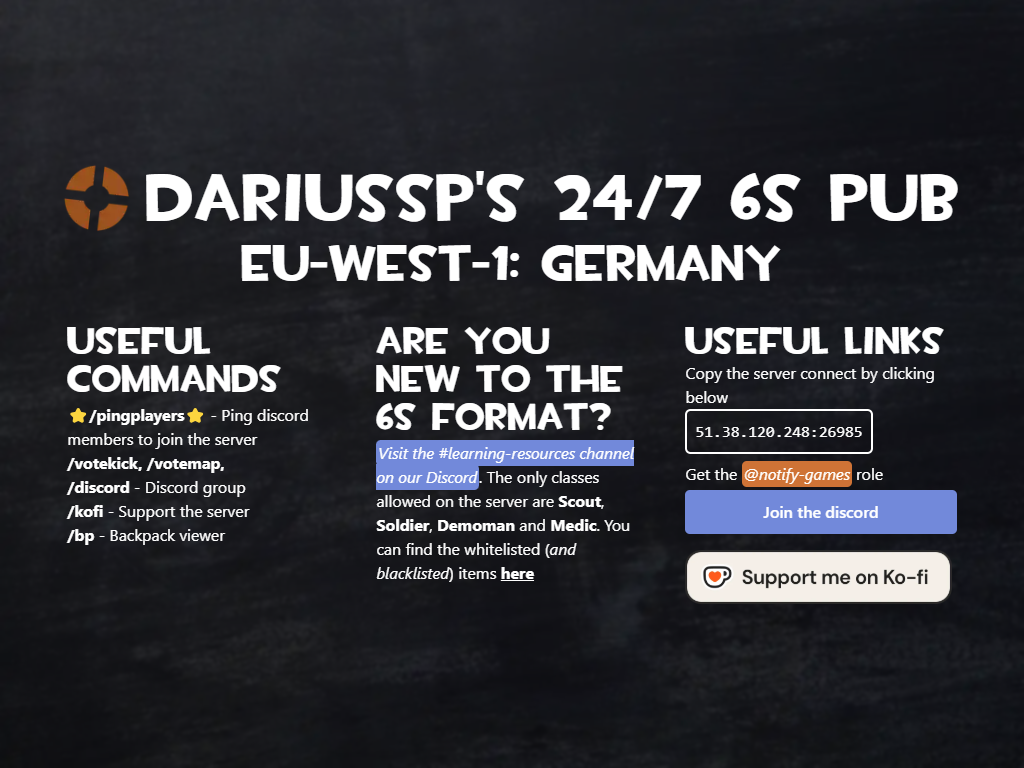 DARIUSSP'S 24/7 6S PUB
EU-WEST-1: GERMANY
USEFUL
COMMANDS
⭐/pingplayers⭐ - Ping discord
members to join the server
/votekick, /votemap,
/discord - Discord group
/kofi - Support the server
/bp - Backpack viewer
ARE YOU
NEW TO THE
6S FORMAT?
Visit the #learning-resources channel
on our Discord. The only classes
allowed on the server are Scout,
Soldier, Demoman and Medic. You
can find the whitelisted (and
blacklisted) items here
USEFUL LINKS
Copy the server connect by clicking
below
51.38.120.248:26985
Get the @notify-games role
Join the discord
Support me on Ko-fi